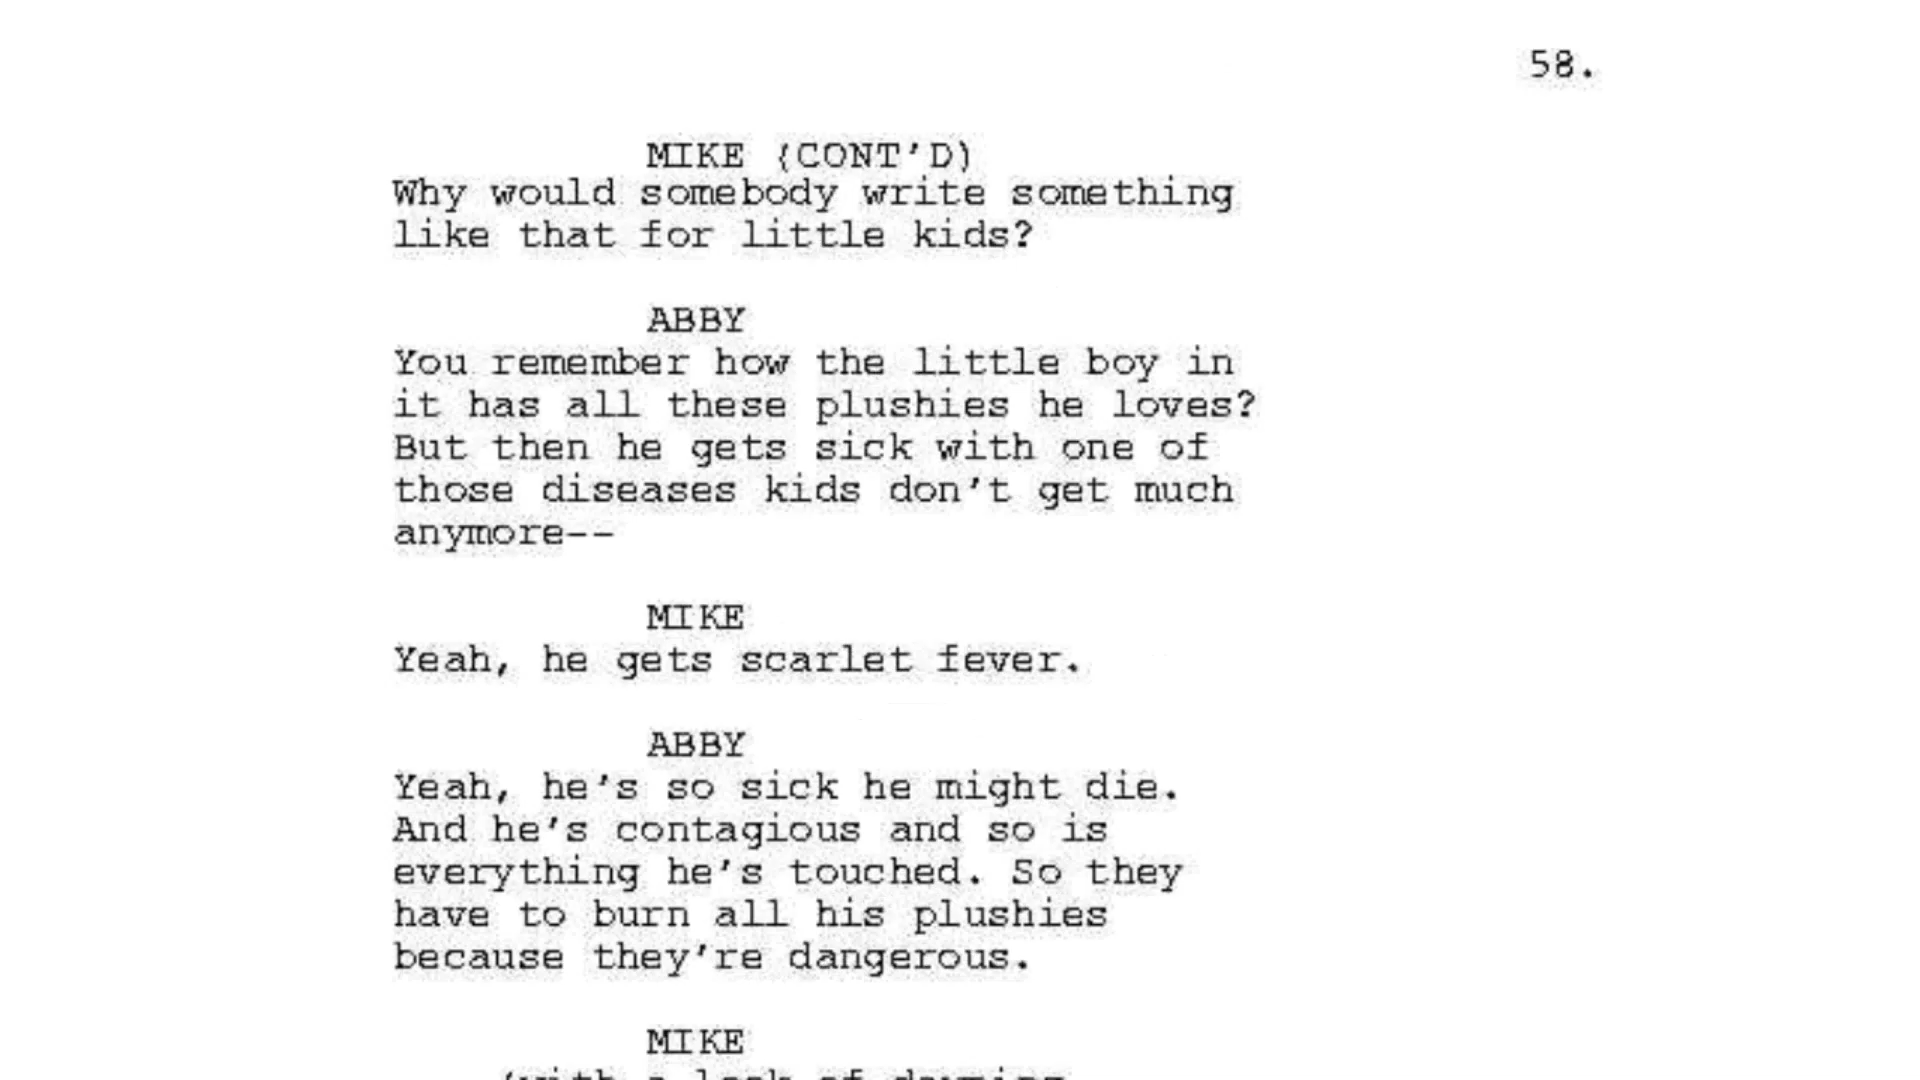 58.
MIKE (CONT'D)
Why would somebody write something
like that for little kids?
ABBY
You remember how the little boy in
it has all these plushies he loves?
But then he gets sick with one of
those diseases kids don't get much
anymore--
MIKE
Yeah, he gets scarlet fever.
ABBY
Yeah, he's so sick he might die.
And he's contagious and so is
everything he's touched. So they
have to burn all his plushies
because they're dangerous.
MIKE
(with a look of dawning